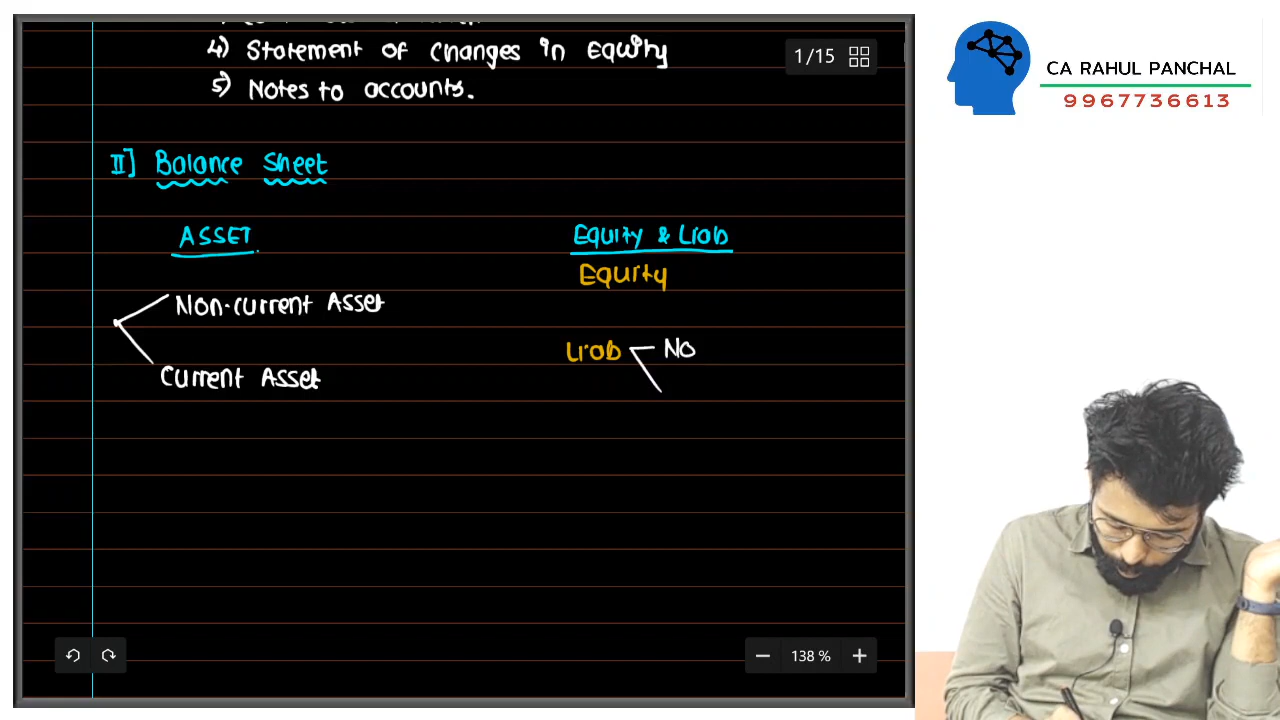 4) Statement of changes in Equity
5) Notes to accounts.
1/15
CA RAHUL PANCHAL
9967736613
II] Balance Sheet
ASSET
Equity & Liab
Equity
Non-current Asset
Liab
No
Current Asset
138 %